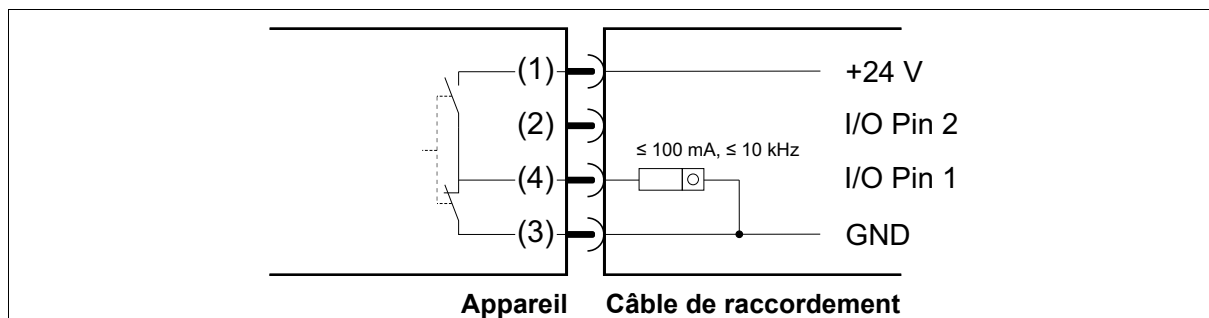 (1) +24 V
(2) I/O Pin 2
≤ 100 mA, ≤ 10 kHz
(4) I/O Pin 1
(3) GND
Appareil Câble de raccordement